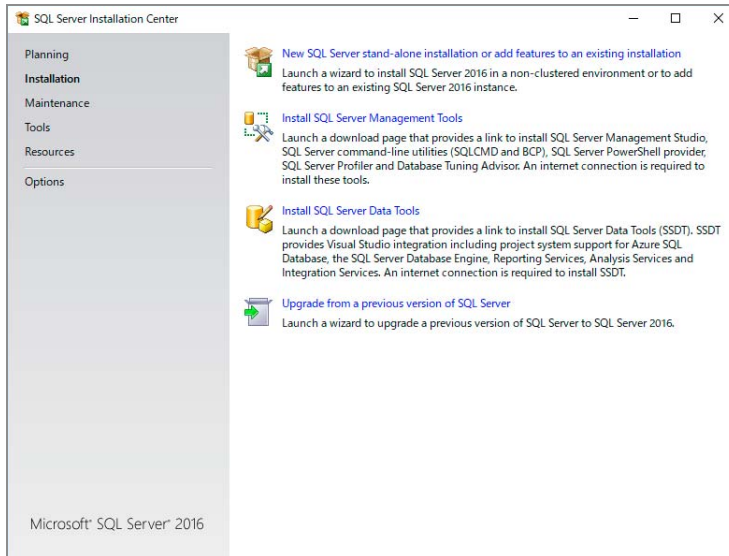 SQL Server Installation Center
Planning
Installation
Maintenance
Tools
Resources
Options
New SQL Server stand-alone installation or add features to an existing installation
Launch a wizard to install SQL Server 2016 in a non-clustered environment or to add
features to an existing SQL Server 2016 instance.
Install SQL Server Management Tools
Launch a download page that provides a link to install SQL Server Management Studio,
SQL Server command-line utilities (SQLCMD and BCP), SQL Server PowerShell provider,
SQL Server Profiler and Database Tuning Advisor. An internet connection is required to
install these tools.
Install SQL Server Data Tools
Launch a download page that provides a link to install SQL Server Data Tools (SSDT). SSDT
provides Visual Studio integration including project system support for Azure SQL
Database, the SQL Server Database Engine, Reporting Services, Analysis Services and
Integration Services. An internet connection is required to install SSDT.
Upgrade from a previous version of SQL Server
Launch a wizard to upgrade a previous version of SQL Server to SQL Server 2016.
Microsoft® SQL Server® 2016